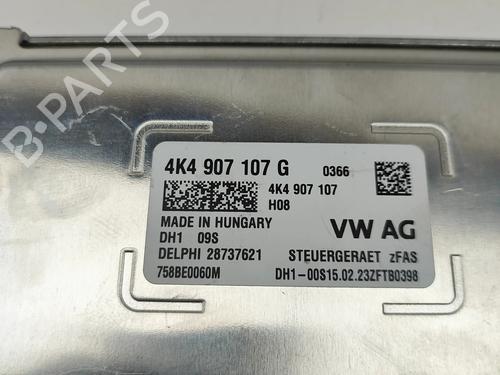 B-PARTS
4K4 907 107 G 0366
4K4 907 107
H08
MADE IN HUNGARY
DH1 09S
VW AG
DELPHI 28737621 STEUERGERAET zFAS
758BE0060M DH1-00S15.02.23ZFTB0398